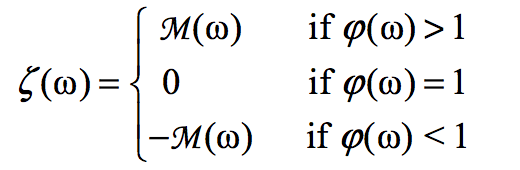 ℳ(ω) if φ(ω) > 1
ζ(ω) = { 0 if φ(ω) = 1
−ℳ(ω) if φ(ω) < 1